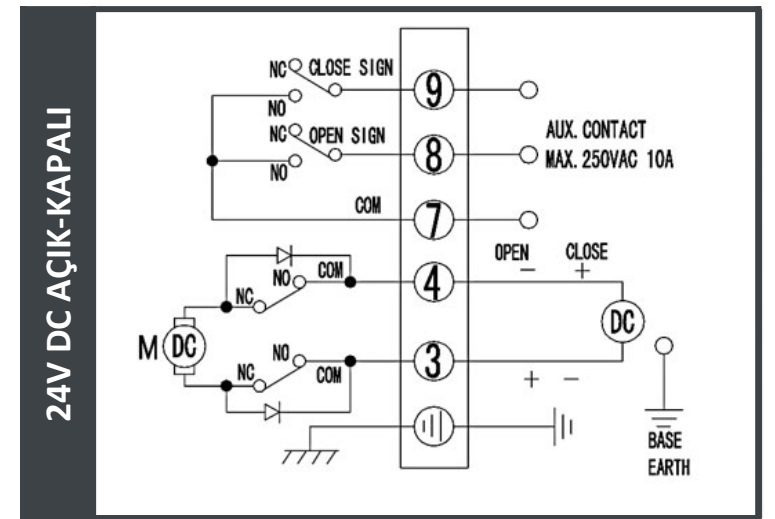 24V DC AÇIK-KAPALI
NC CLOSE SIGN
NO
9
NC OPEN SIGN
NO
8
AUX. CONTACT
MAX. 250VAC 10A
COM
7
OPEN CLOSE
− +
NO COM
NC
4
DC
M DC
NO
NC COM
3
+ −
BASE
EARTH